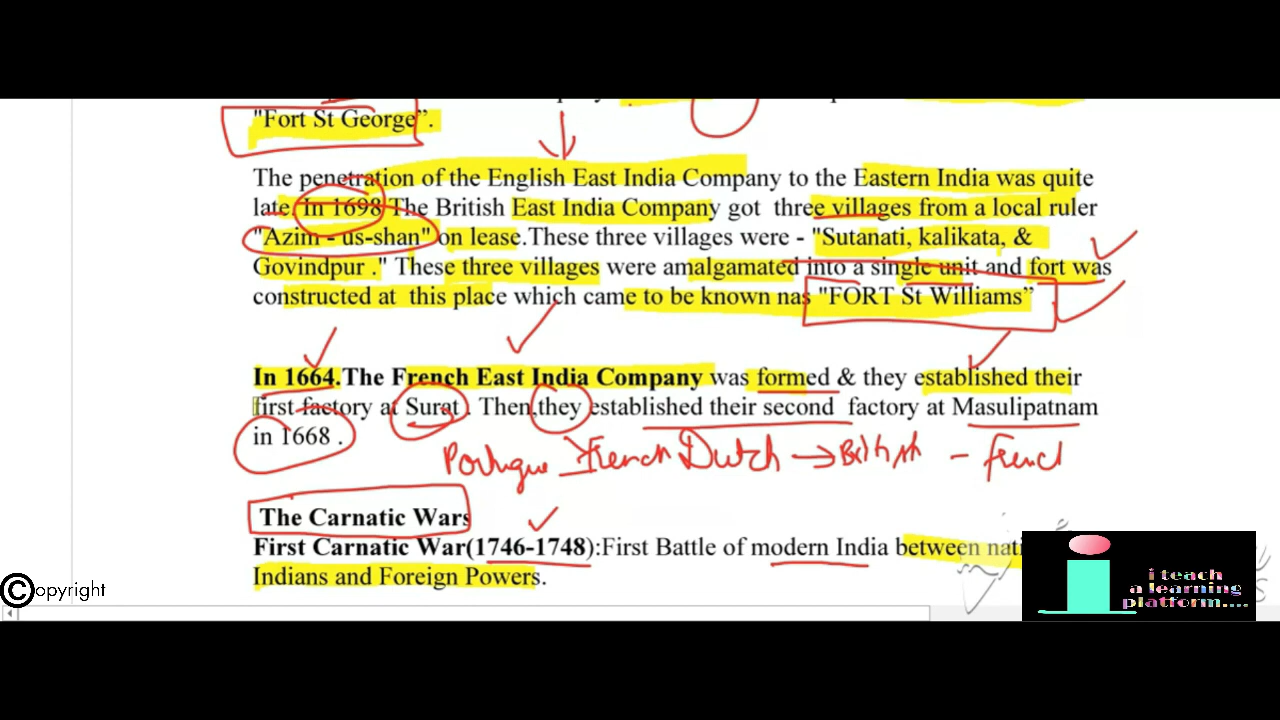 "Fort St George".
The penetration of the English East India Company to the Eastern India was quite
late. In 1698 The British East India Company got three villages from a local ruler
"Azim - us-shan" on lease.These three villages were - "Sutanati, kalikata, &
Govindpur ." These three villages were amalgamated into a single unit and fort was
constructed at this place which came to be known nas "FORT St Williams"
In 1664.The French East India Company was formed & they established their
first factory at Surat . Then,they established their second factory at Masulipatnam
in 1668 .
French Dutch → British - french
The Carnatic Wars
First Carnatic War(1746-1748):First Battle of modern India between
Indians and Foreign Powers.
©opyright
i teach
a learning
platform....